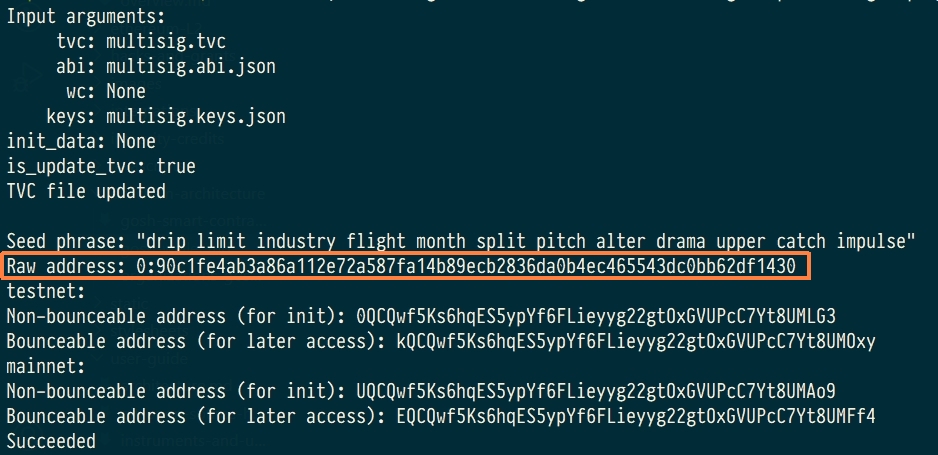 Input arguments:
tvc: multisig.tvc
abi: multisig.abi.json
wc: None
keys: multisig.keys.json
init_data: None
is_update_tvc: true
TVC file updated
Seed phrase: "drip limit industry flight month split pitch alter drama upper catch impulse"
Raw address: 0:90c1fe4ab3a86a112e72a587fa14b89ecb2836da0b4ec465543dc0bb62df1430
testnet:
Non-bounceable address (for init): 0QCQwf5Ks6hqES5ypYf6FLieyyg22gtOxGVUPcC7Yt8UMLG3
Bounceable address (for later access): kQCQwf5Ks6hqES5ypYf6FLieyyg22gtOxGVUPcC7Yt8UMOxy
mainnet:
Non-bounceable address (for init): UQCQwf5Ks6hqES5ypYf6FLieyyg22gtOxGVUPcC7Yt8UMAo9
Bounceable address (for later access): EQCQwf5Ks6hqES5ypYf6FLieyyg22gtOxGVUPcC7Yt8UMFf4
Succeeded